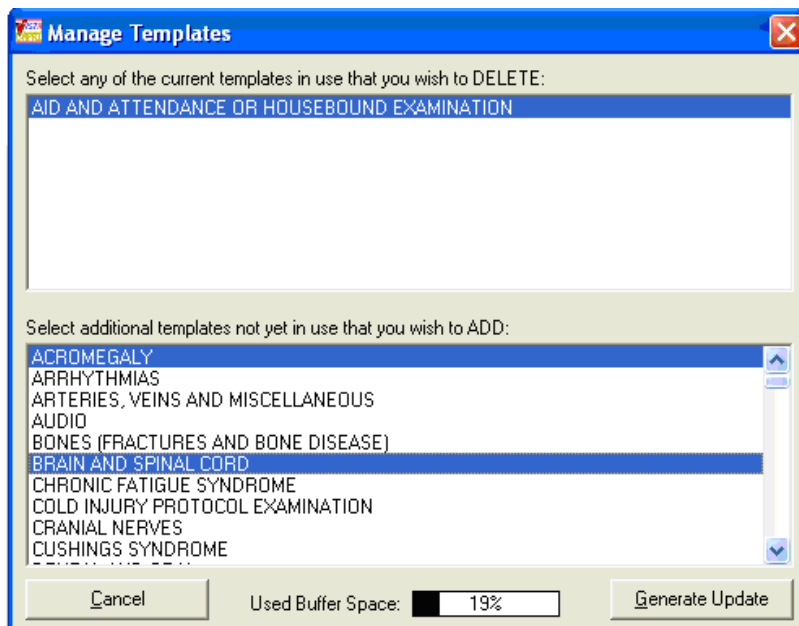 Manage Templates
Select any of the current templates in use that you wish to DELETE:
AID AND ATTENDANCE OR HOUSEBOUND EXAMINATION
Select additional templates not yet in use that you wish to ADD:
ACROMEGALY
ARRHYTHMIAS
ARTERIES, VEINS AND MISCELLANEOUS
AUDIO
BONES (FRACTURES AND BONE DISEASE)
BRAIN AND SPINAL CORD
CHRONIC FATIGUE SYNDROME
COLD INJURY PROTOCOL EXAMINATION
CRANIAL NERVES
CUSHINGS SYNDROME
Cancel
Used Buffer Space:
19%
Generate Update